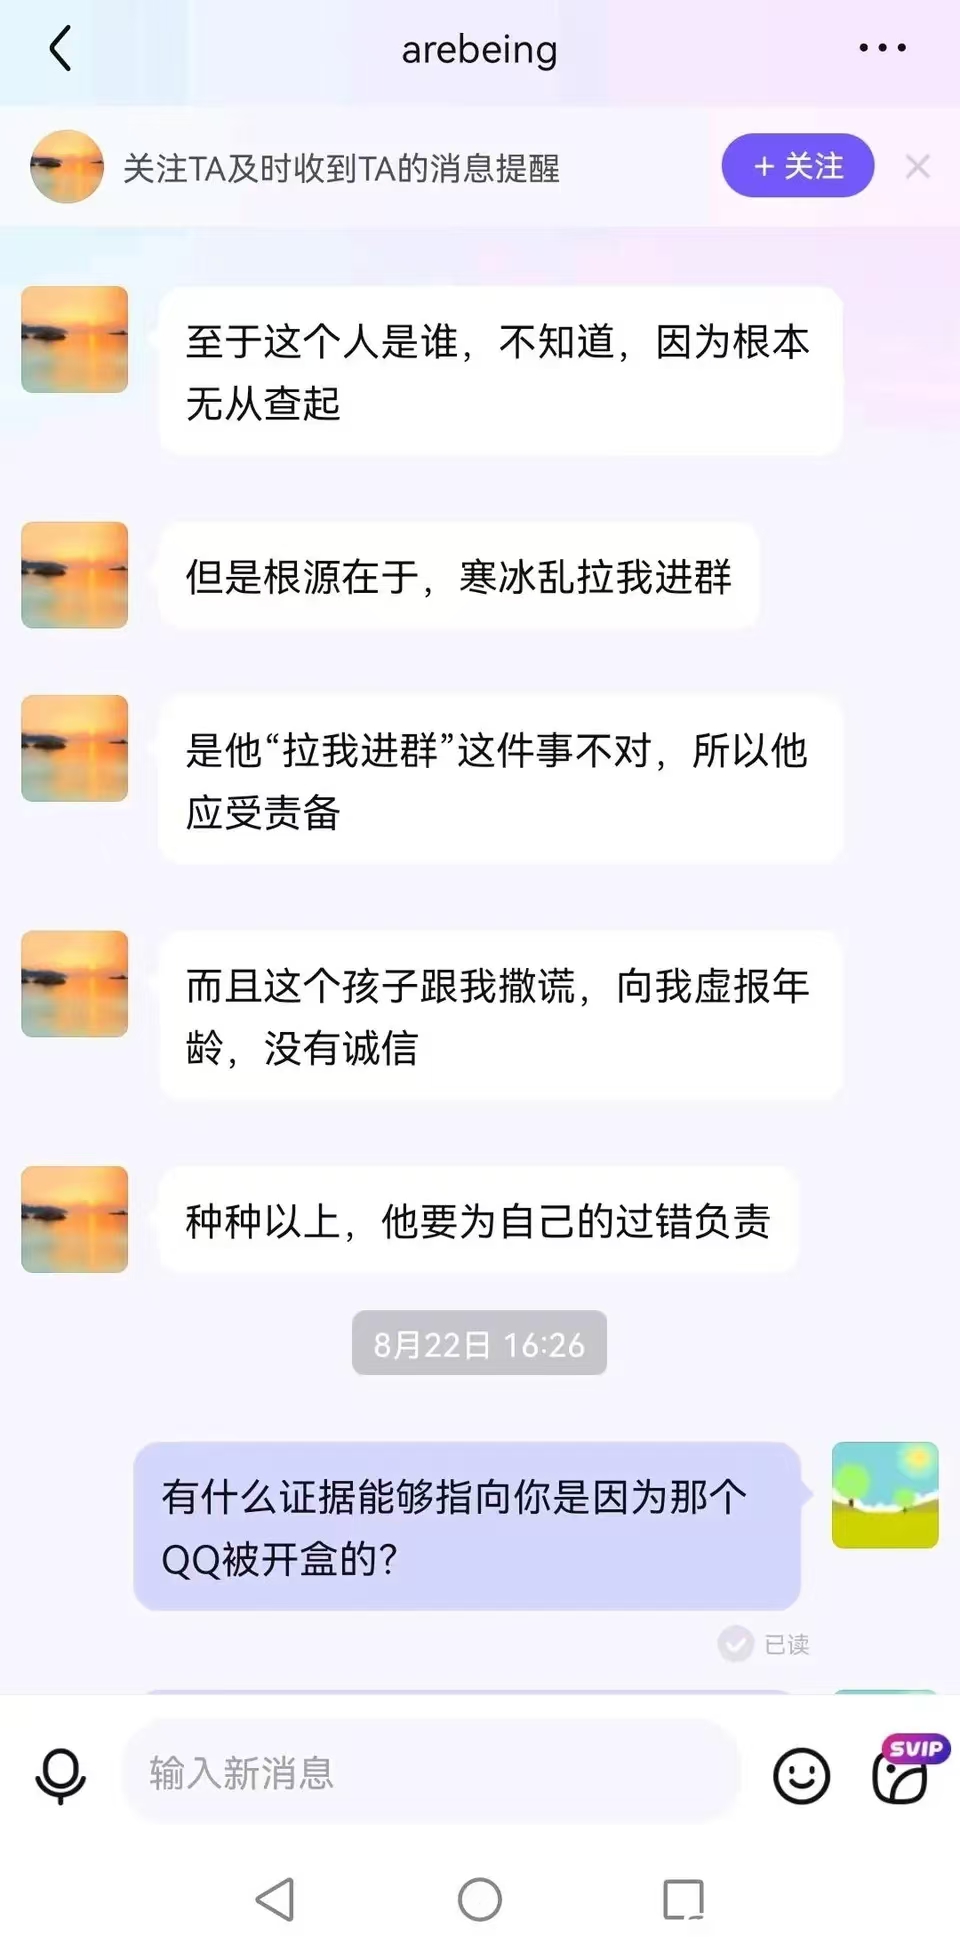 arebeing
关注TA及时收到TA的消息提醒
+ 关注
至于这个人是谁，不知道，因为根本
无从查起
但是根源在于，寒冰乱拉我进群
是他“拉我进群”这件事不对，所以他
应受责备
而且这个孩子跟我撒谎，向我虚报年
龄，没有诚信
种种以上，他要为自己的过错负责
8月22日 16:26
有什么证据能够指向你是因为那个
QQ被开盒的？
已读
输入新消息
SVIP